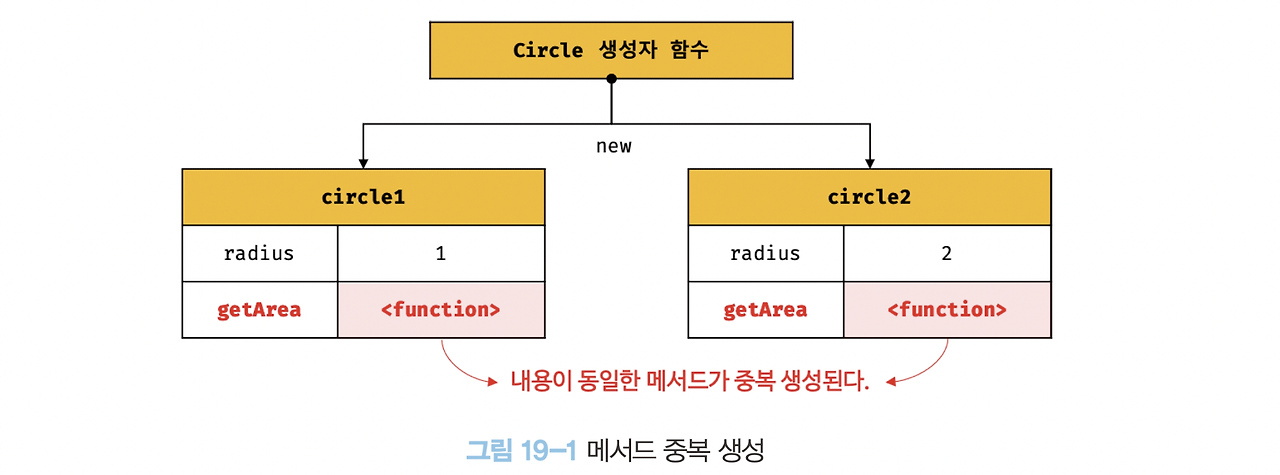 Circle 생성자 함수
new
circle1
circle2
radius 1
radius 2
getArea <function>
getArea <function>
내용이 동일한 메서드가 중복 생성된다.
그림 19-1 메서드 중복 생성